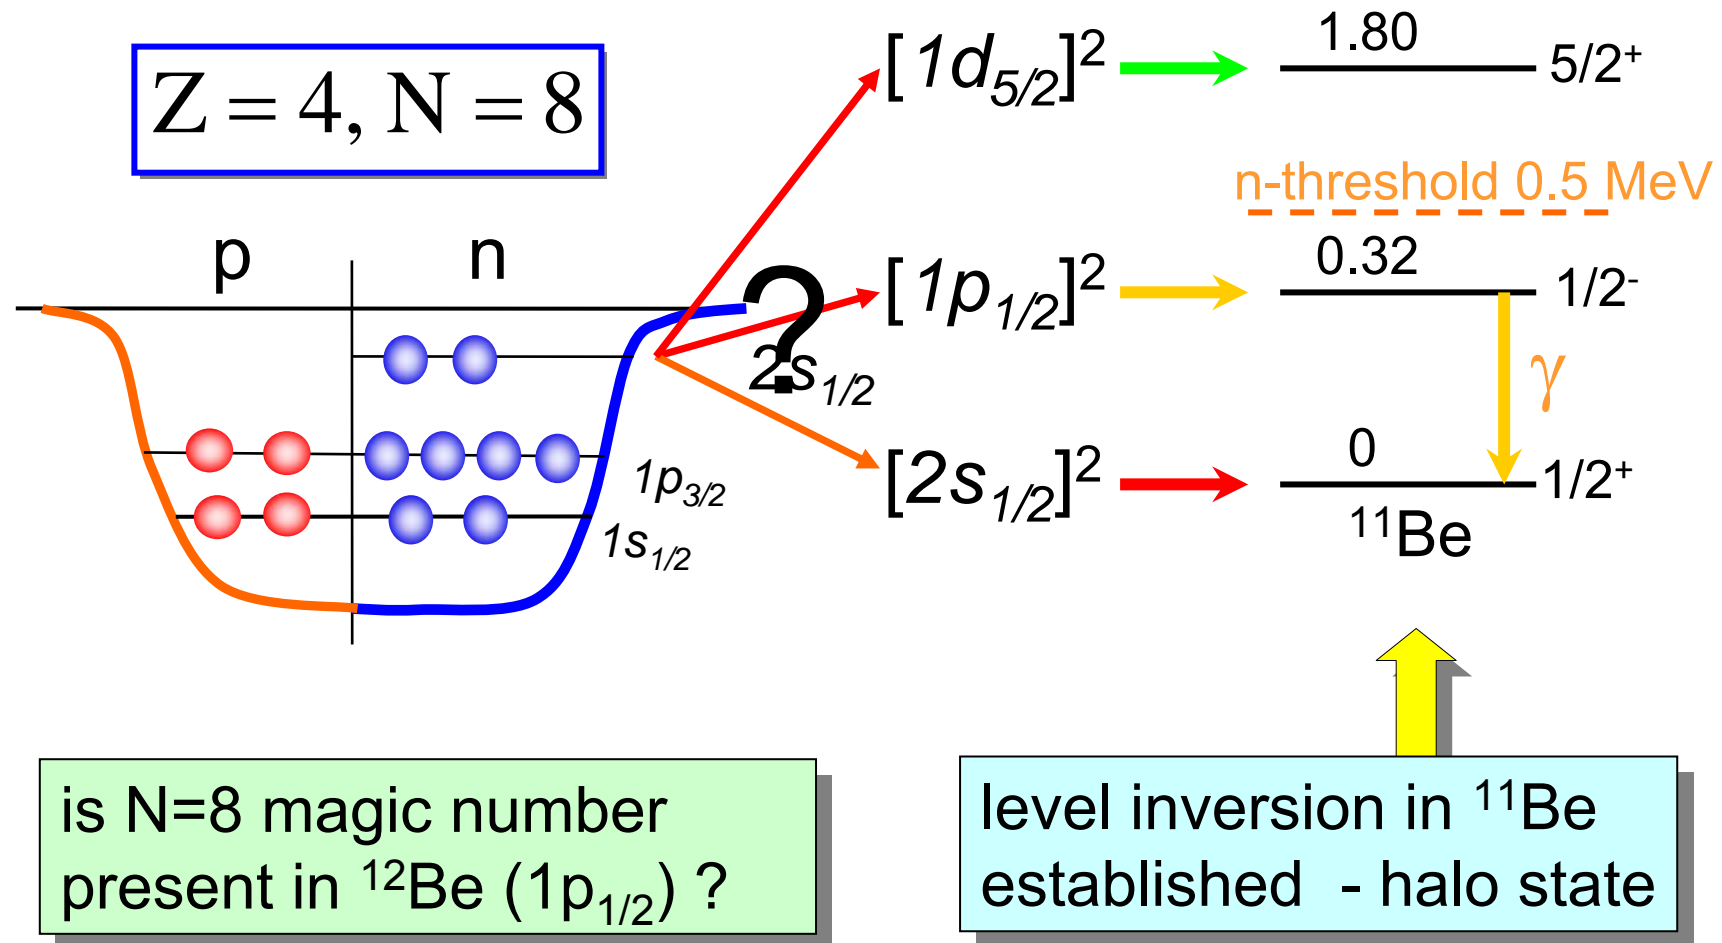 Z = 4, N = 8
p
n
?
2s₁/₂
1p₃/₂
1s₁/₂
[1d₅/₂]²
[1p₁/₂]²
[2s₁/₂]²
1.80
5/2⁺
n-threshold 0.5 MeV
0.32
1/2⁻
γ
0
1/2⁺
¹¹Be
is N=8 magic number
present in ¹²Be (1p₁/₂) ?
level inversion in ¹¹Be
established - halo state